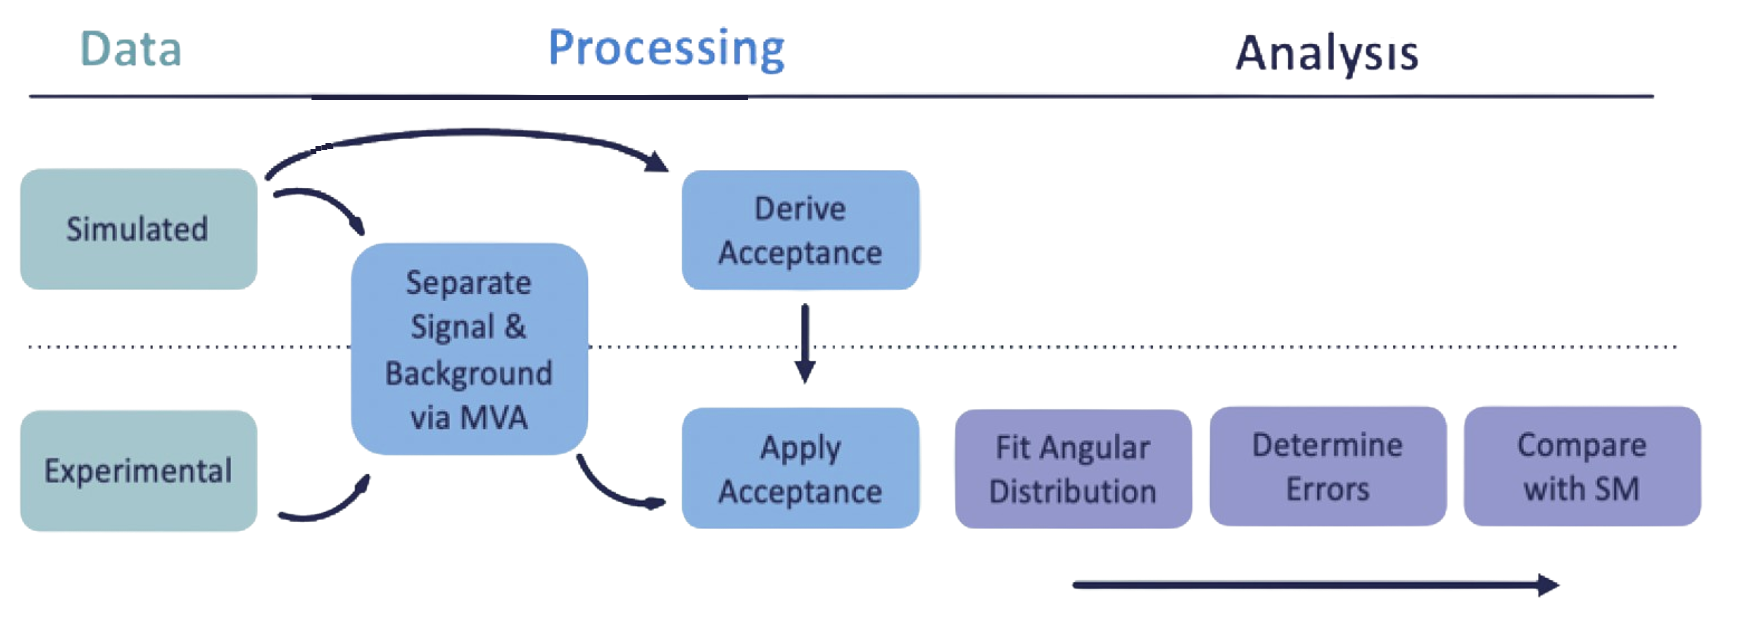 Data
Processing
Analysis
Simulated
Derive
Acceptance
Separate
Signal &
Background
via MVA
Experimental
Apply
Acceptance
Fit Angular
Distribution
Determine
Errors
Compare
with SM